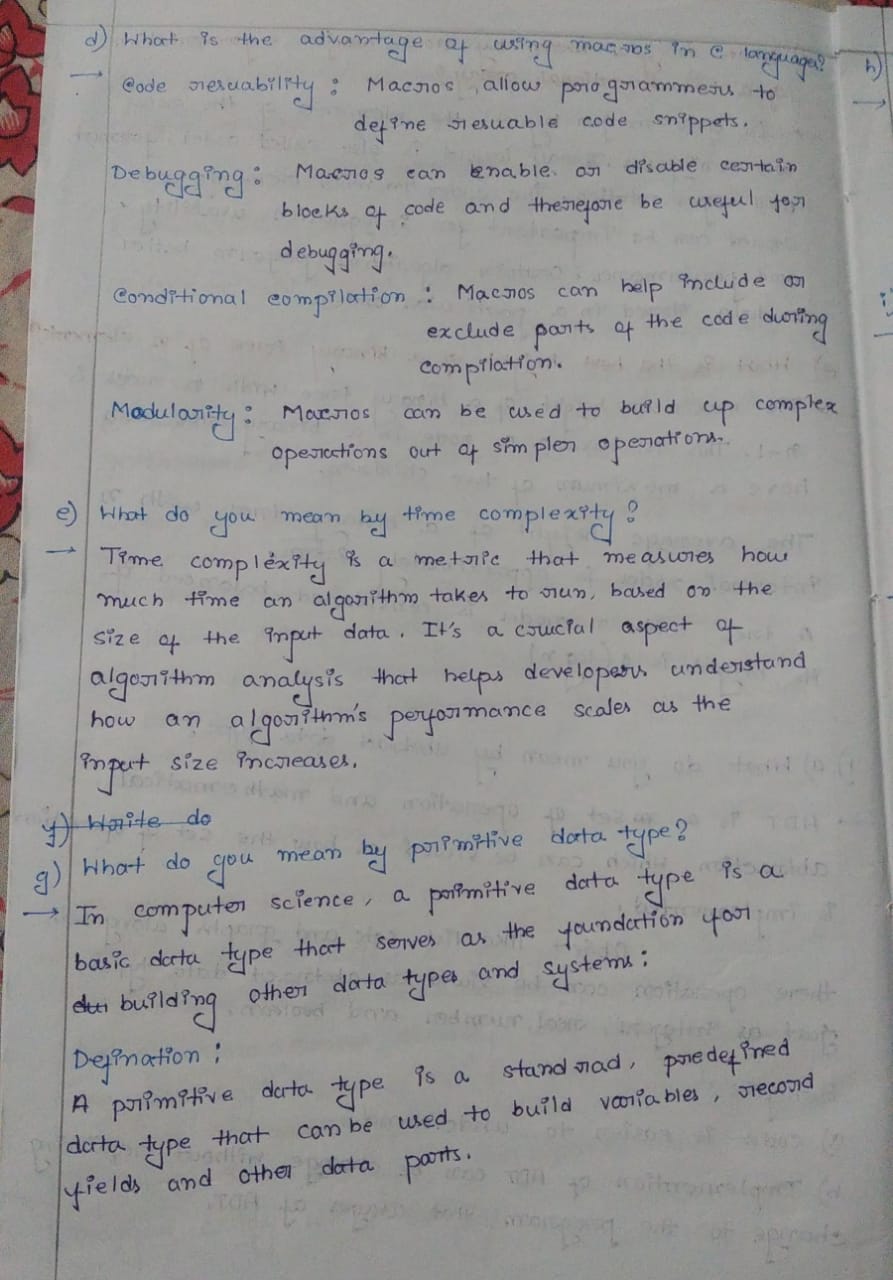 d) What is the advantage of using macros in C language?
→ Code resuability : Macros allow programmers to
define resuable code snippets.
Debugging : Macros can enable or disable certain
blocks of code and therefore be useful for
debugging.
Conditional compilation : Macros can help include or
exclude parts of the code during
compilation.
Modularity : Macros can be used to build up complex
operations out of simpler operations.
e) What do you mean by time complexity ?
→ Time complexity is a metric that measures how
much time an algorithm takes to run, based on the
size of the input data. It's a crucial aspect of
algorithm analysis that helps developers understand
how an algorithm's performance scales as the
input size increases.
f) Write do
g) What do you mean by primitive data type?
→ In computer science, a primitive data type is a
basic data type that serves as the foundation for
building other data types and systems :
Defination :
A primitive data type is a standrad, predefined
data type that can be used to build variables, record
fields and other data parts.
h)
→
i)